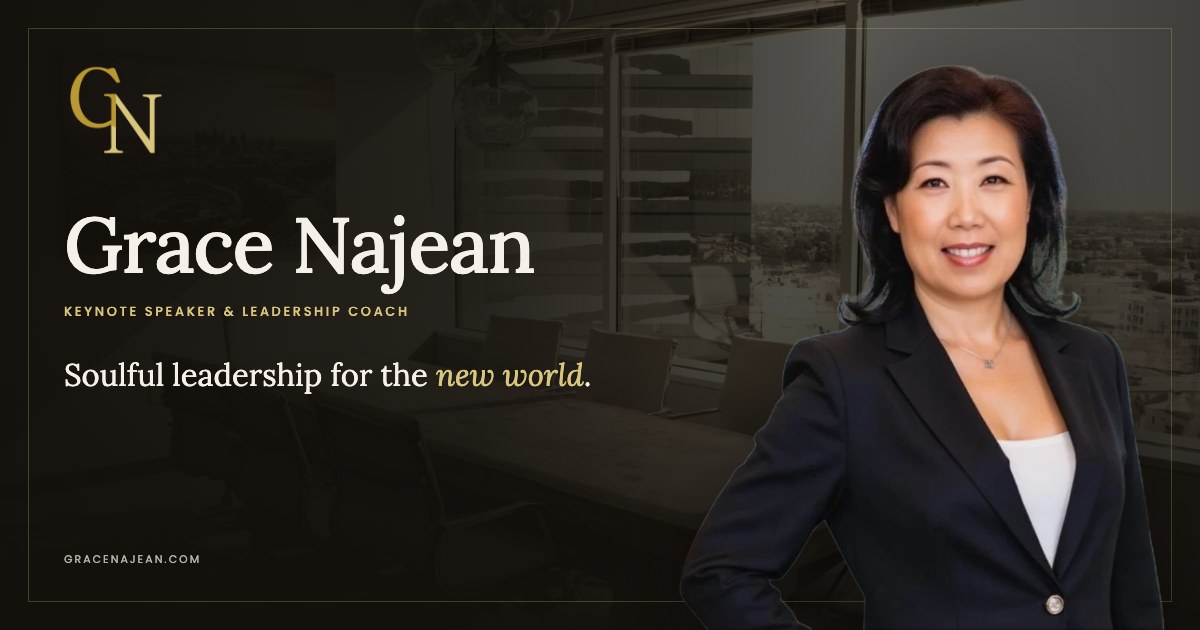 GN
Grace Najean
KEYNOTE SPEAKER & LEADERSHIP COACH
Soulful leadership for the new world.
GRACENAJEAN.COM